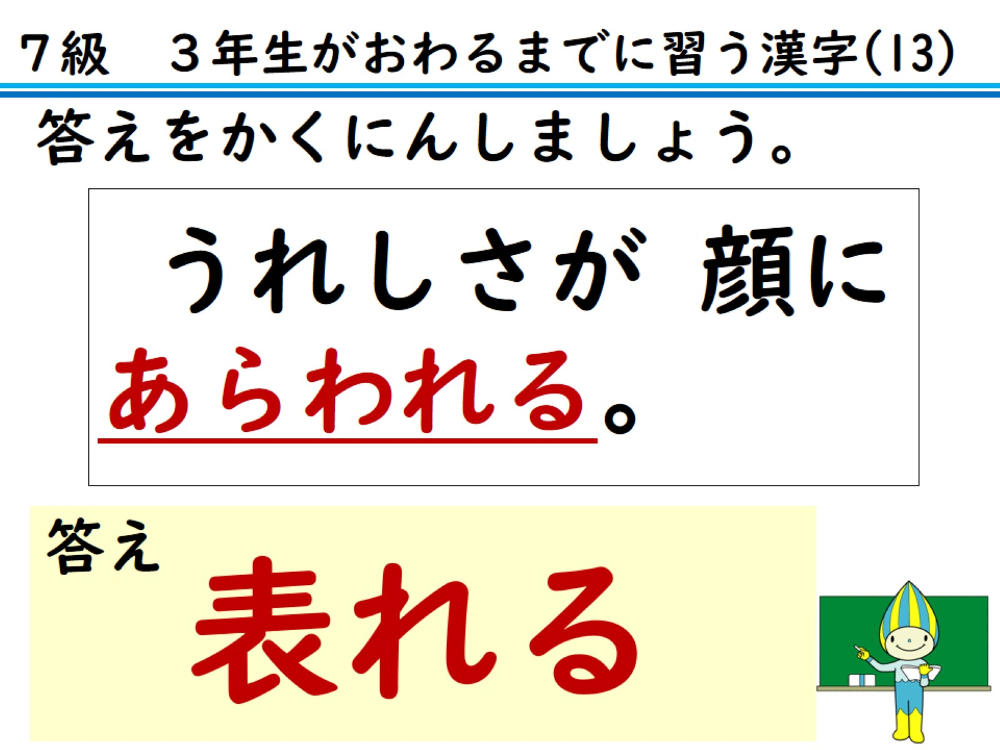 ７級　３年生がおわるまでに習う漢字(13)
答えをかくにんしましょう。
うれしさが 顔に
あらわれる。
答え
表れる